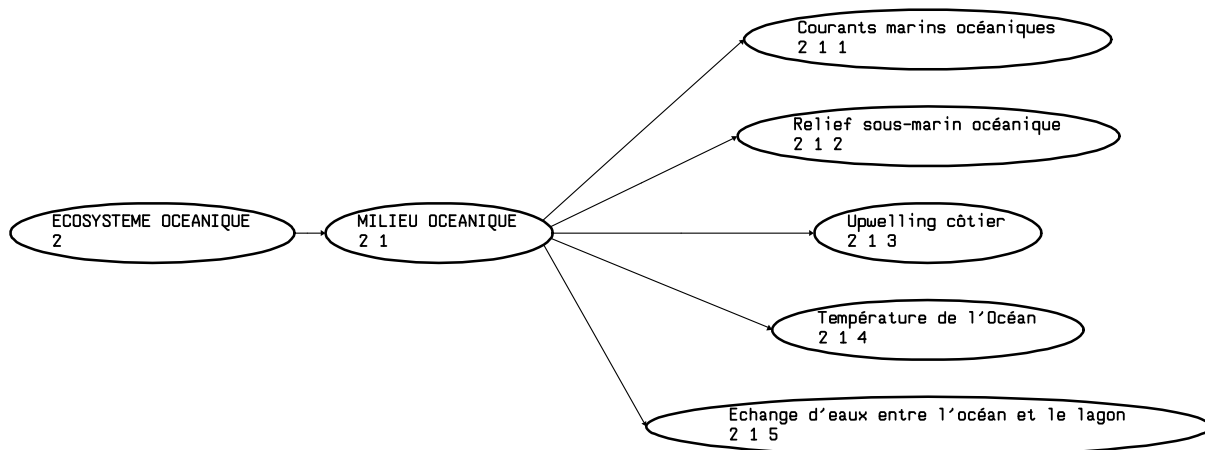 Courants marins océaniques
2 1 1
Relief sous-marin océanique
2 1 2
ECOSYSTEME OCEANIQUE
2
MILIEU OCEANIQUE
2 1
Upwelling côtier
2 1 3
Température de l'Océan
2 1 4
Echange d'eaux entre l'océan et le lagon
2 1 5